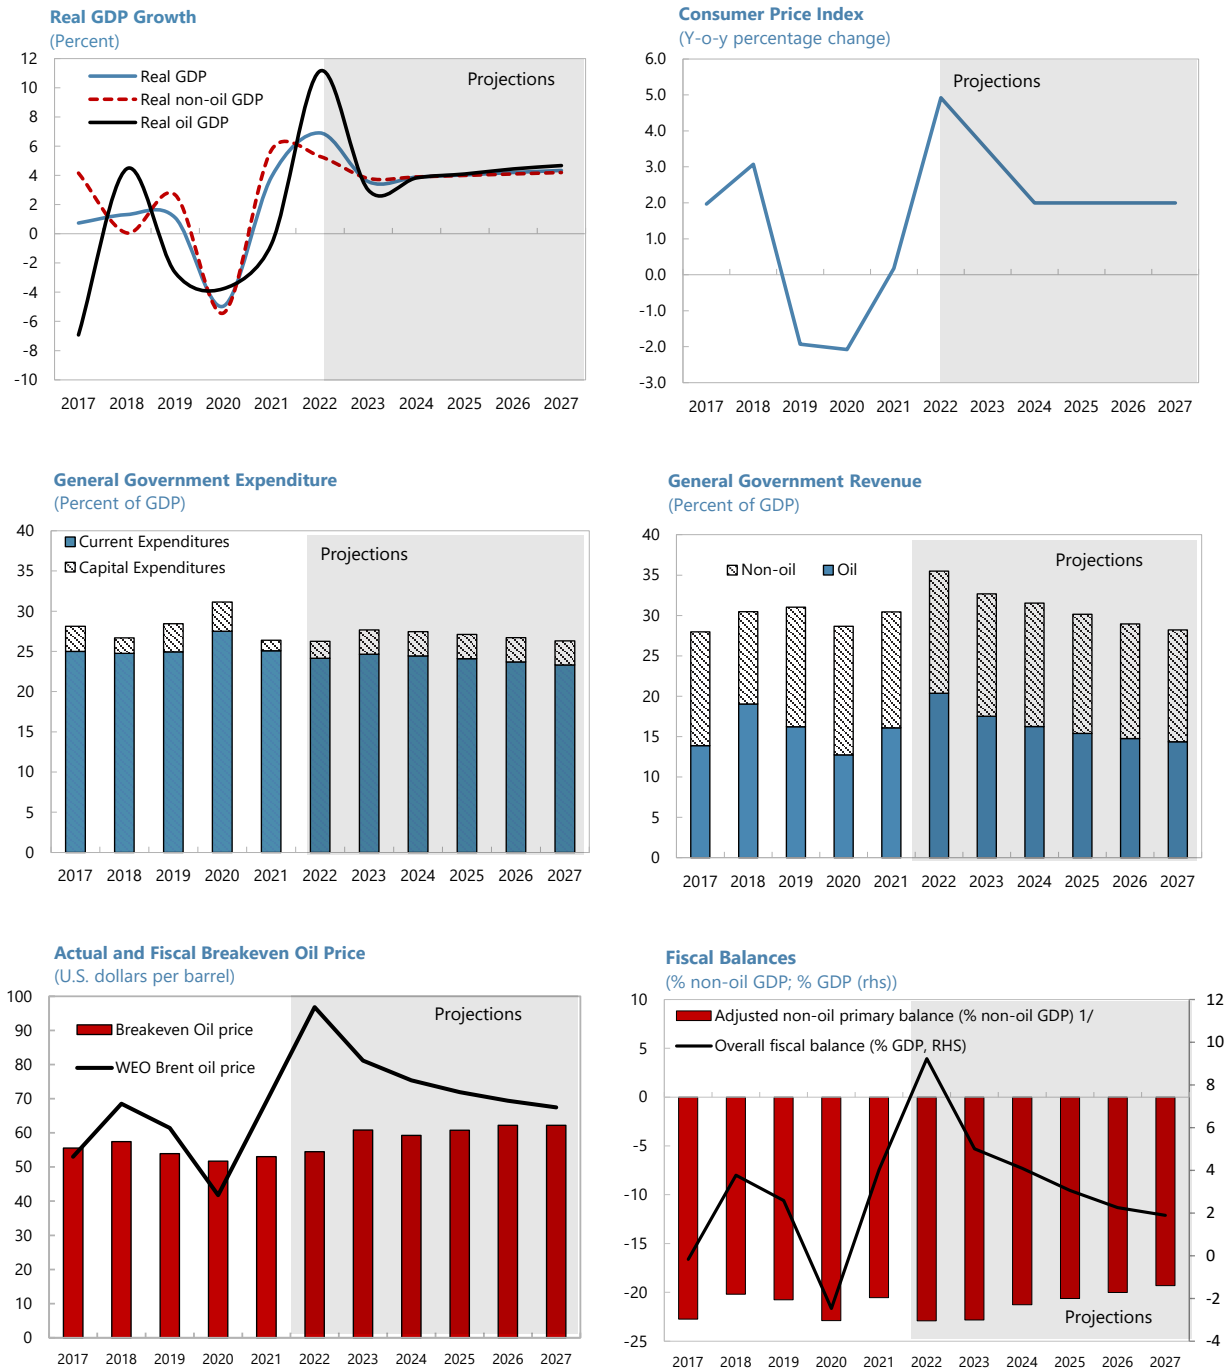 Real GDP Growth
(Percent)
12
10
8
6
4
2
0
-2
-4
-6
-8
-10
Real GDP
Real non-oil GDP
Real oil GDP
Projections
2017 2018 2019 2020 2021 2022 2023 2024 2025 2026 2027
Consumer Price Index
(Y-o-y percentage change)
6.0
5.0
4.0
3.0
2.0
1.0
0.0
-1.0
-2.0
-3.0
Projections
2017 2018 2019 2020 2021 2022 2023 2024 2025 2026 2027
General Government Expenditure
(Percent of GDP)
40
35
30
25
20
15
10
5
0
Current Expenditures
Capital Expenditures
Projections
2017 2018 2019 2020 2021 2022 2023 2024 2025 2026 2027
General Government Revenue
(Percent of GDP)
40
35
30
25
20
15
10
5
0
Non-oil Oil
Projections
2017 2018 2019 2020 2021 2022 2023 2024 2025 2026 2027
Actual and Fiscal Breakeven Oil Price
(U.S. dollars per barrel)
100
90
80
70
60
50
40
30
20
10
0
Breakeven Oil price
WEO Brent oil price
Projections
2017 2018 2019 2020 2021 2022 2023 2024 2025 2026 2027
Fiscal Balances
(% non-oil GDP; % GDP (rhs))
10
5
0
-5
-10
-15
-20
-25
Adjusted non-oil primary balance (% non-oil GDP) 1/
Overall fiscal balance (% GDP, RHS)
Projections
12
10
8
6
4
2
0
-2
-4
2017 2018 2019 2020 2021 2022 2023 2024 2025 2026 2027